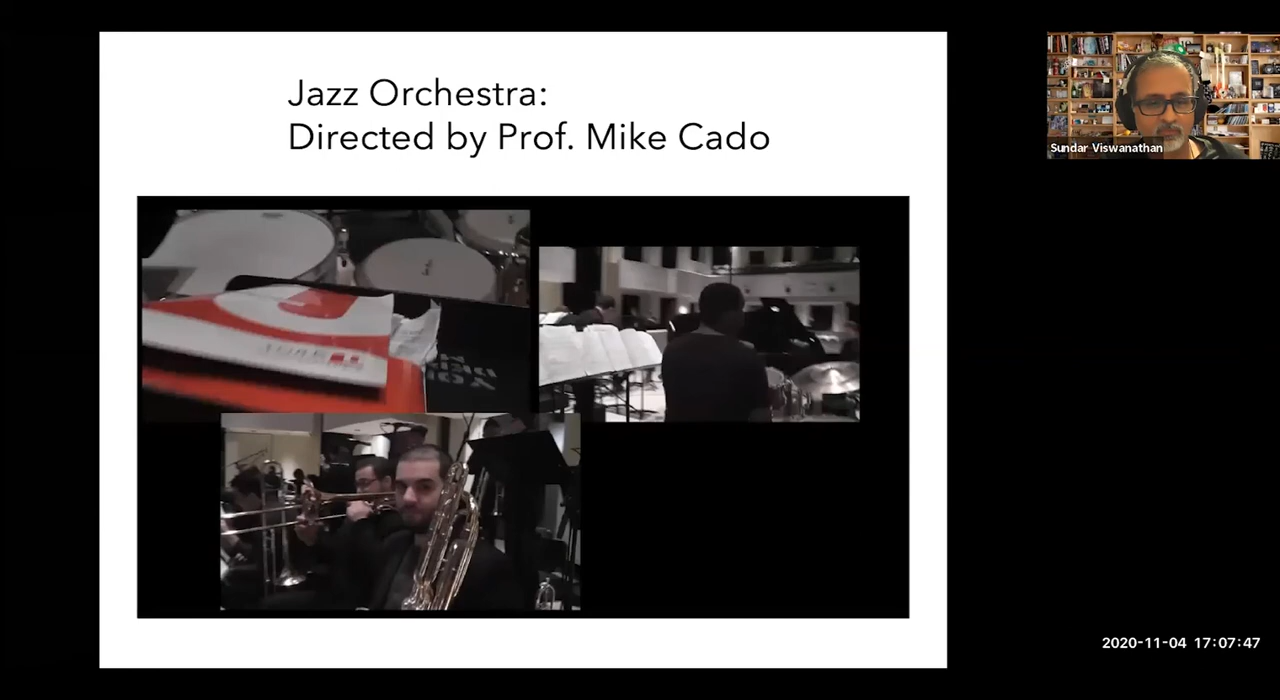 Jazz Orchestra:
Directed by Prof. Mike Cado
Sundar Viswanathan
2020-11-04 17:07:47